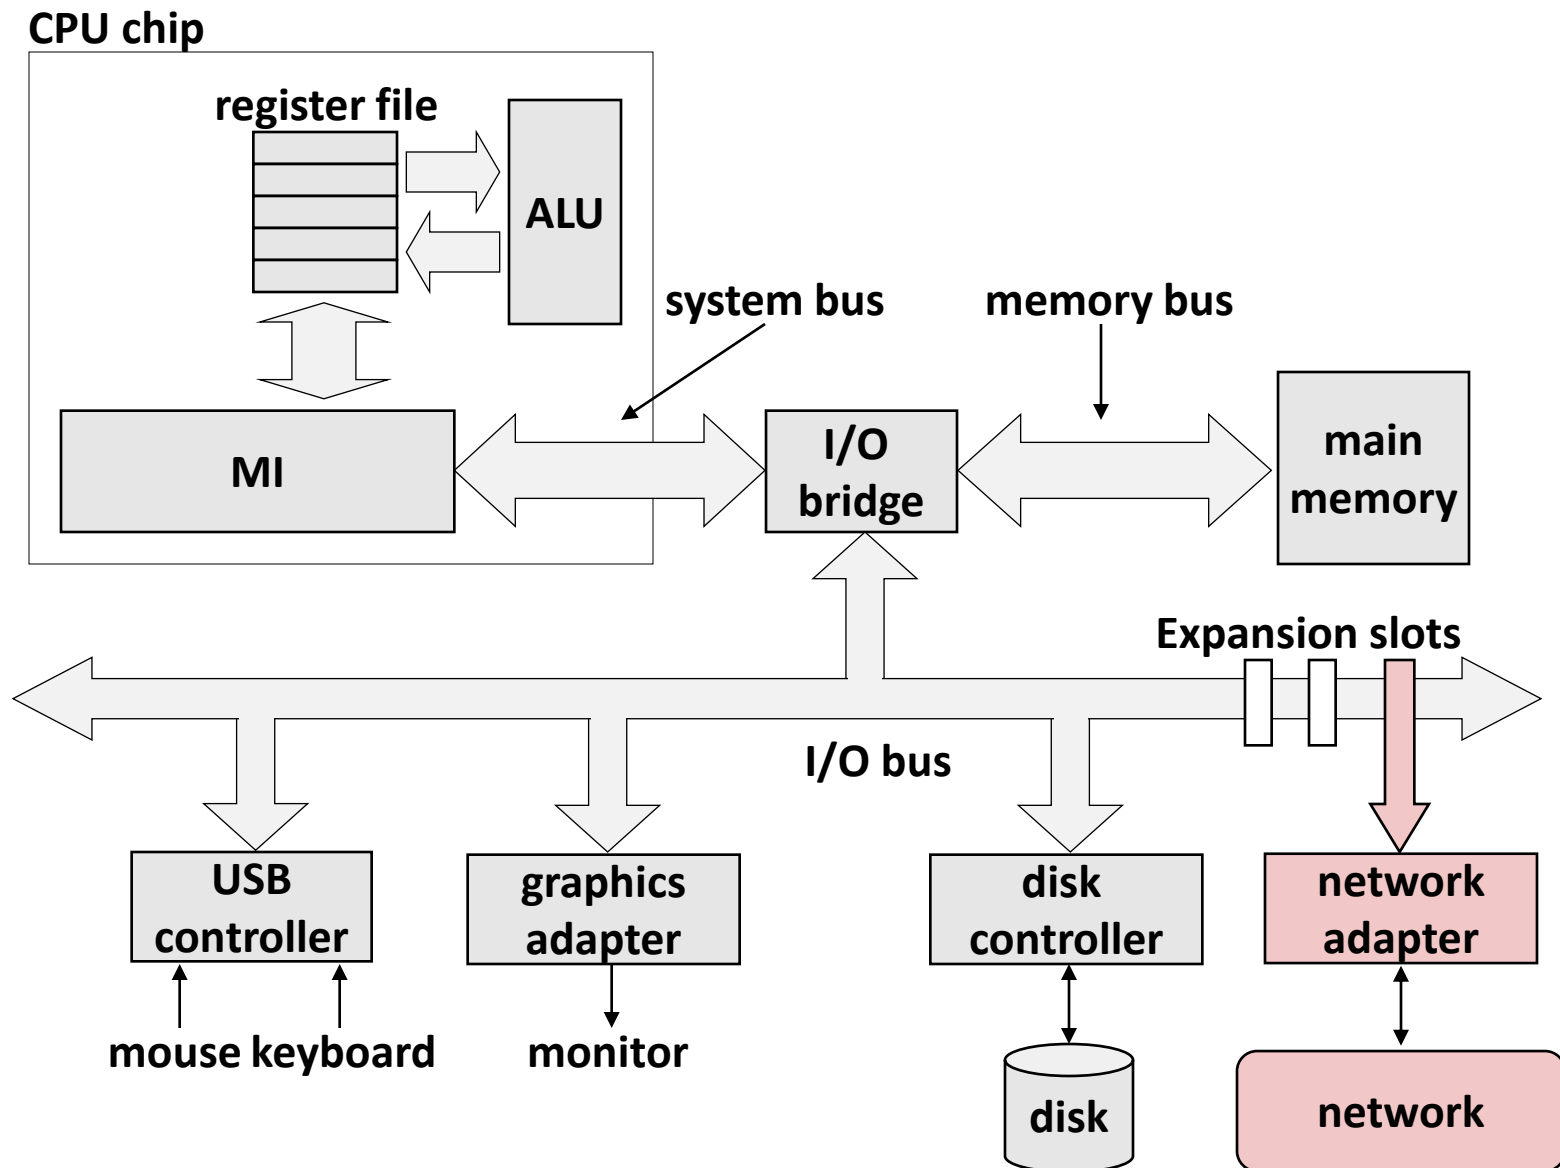 CPU chip
register file
ALU
system bus
memory bus
MI
I/O
bridge
main
memory
Expansion slots
I/O bus
USB
controller
graphics
adapter
disk
controller
network
adapter
mouse keyboard
monitor
disk
network